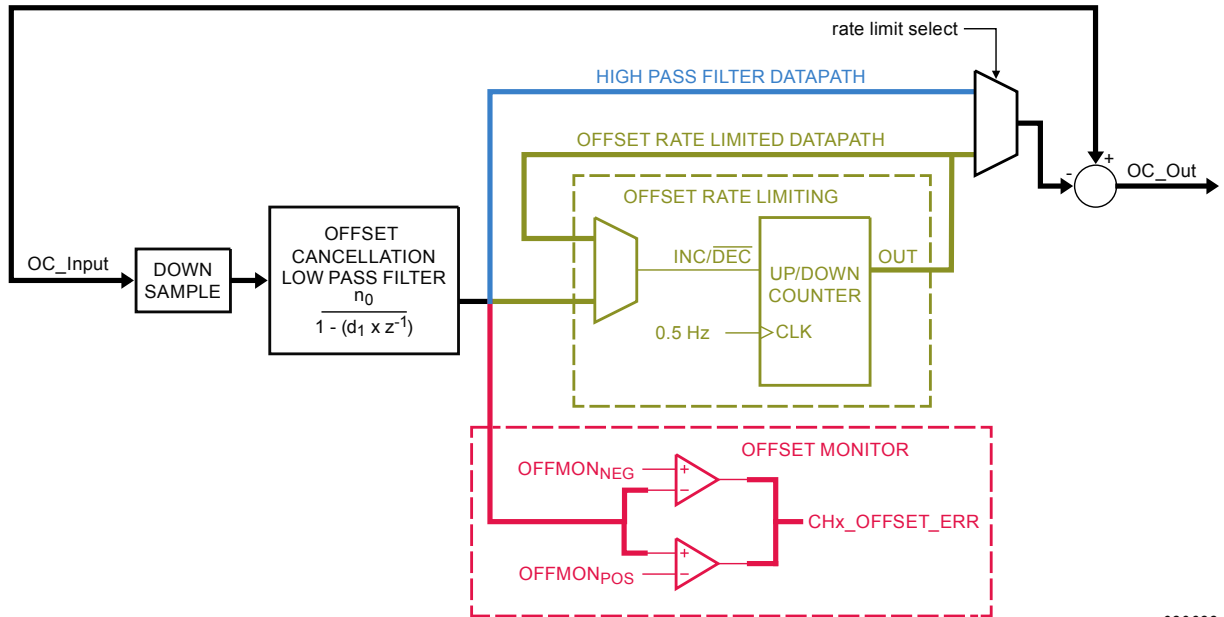 rate limit select
HIGH PASS FILTER DATAPATH
OFFSET RATE LIMITED DATAPATH
+
-
OC_Out
OFFSET RATE LIMITING
OC_Input
DOWN
SAMPLE
OFFSET
CANCELLATION
LOW PASS FILTER
n0
1 - (d1 x z-1)
INC/DEC
UP/DOWN
COUNTER
OUT
0.5 Hz
CLK
OFFSET MONITOR
OFFMONNEG
+
-
CHx_OFFSET_ERR
+
-
OFFMONPOS